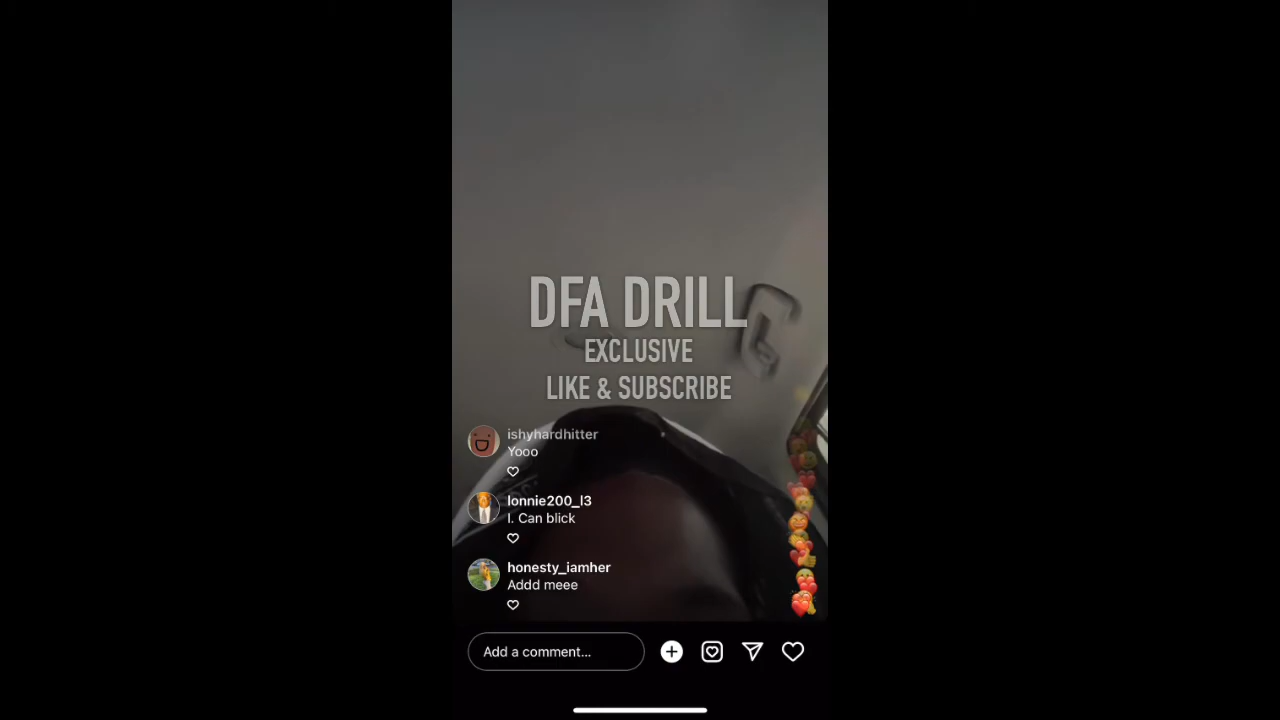 DFA DRILL
EXCLUSIVE
LIKE & SUBSCRIBE
ishyhardhitter
Yooo
lonnie200_l3
I. Can blick
honesty_iamher
Addd meee
Add a comment...